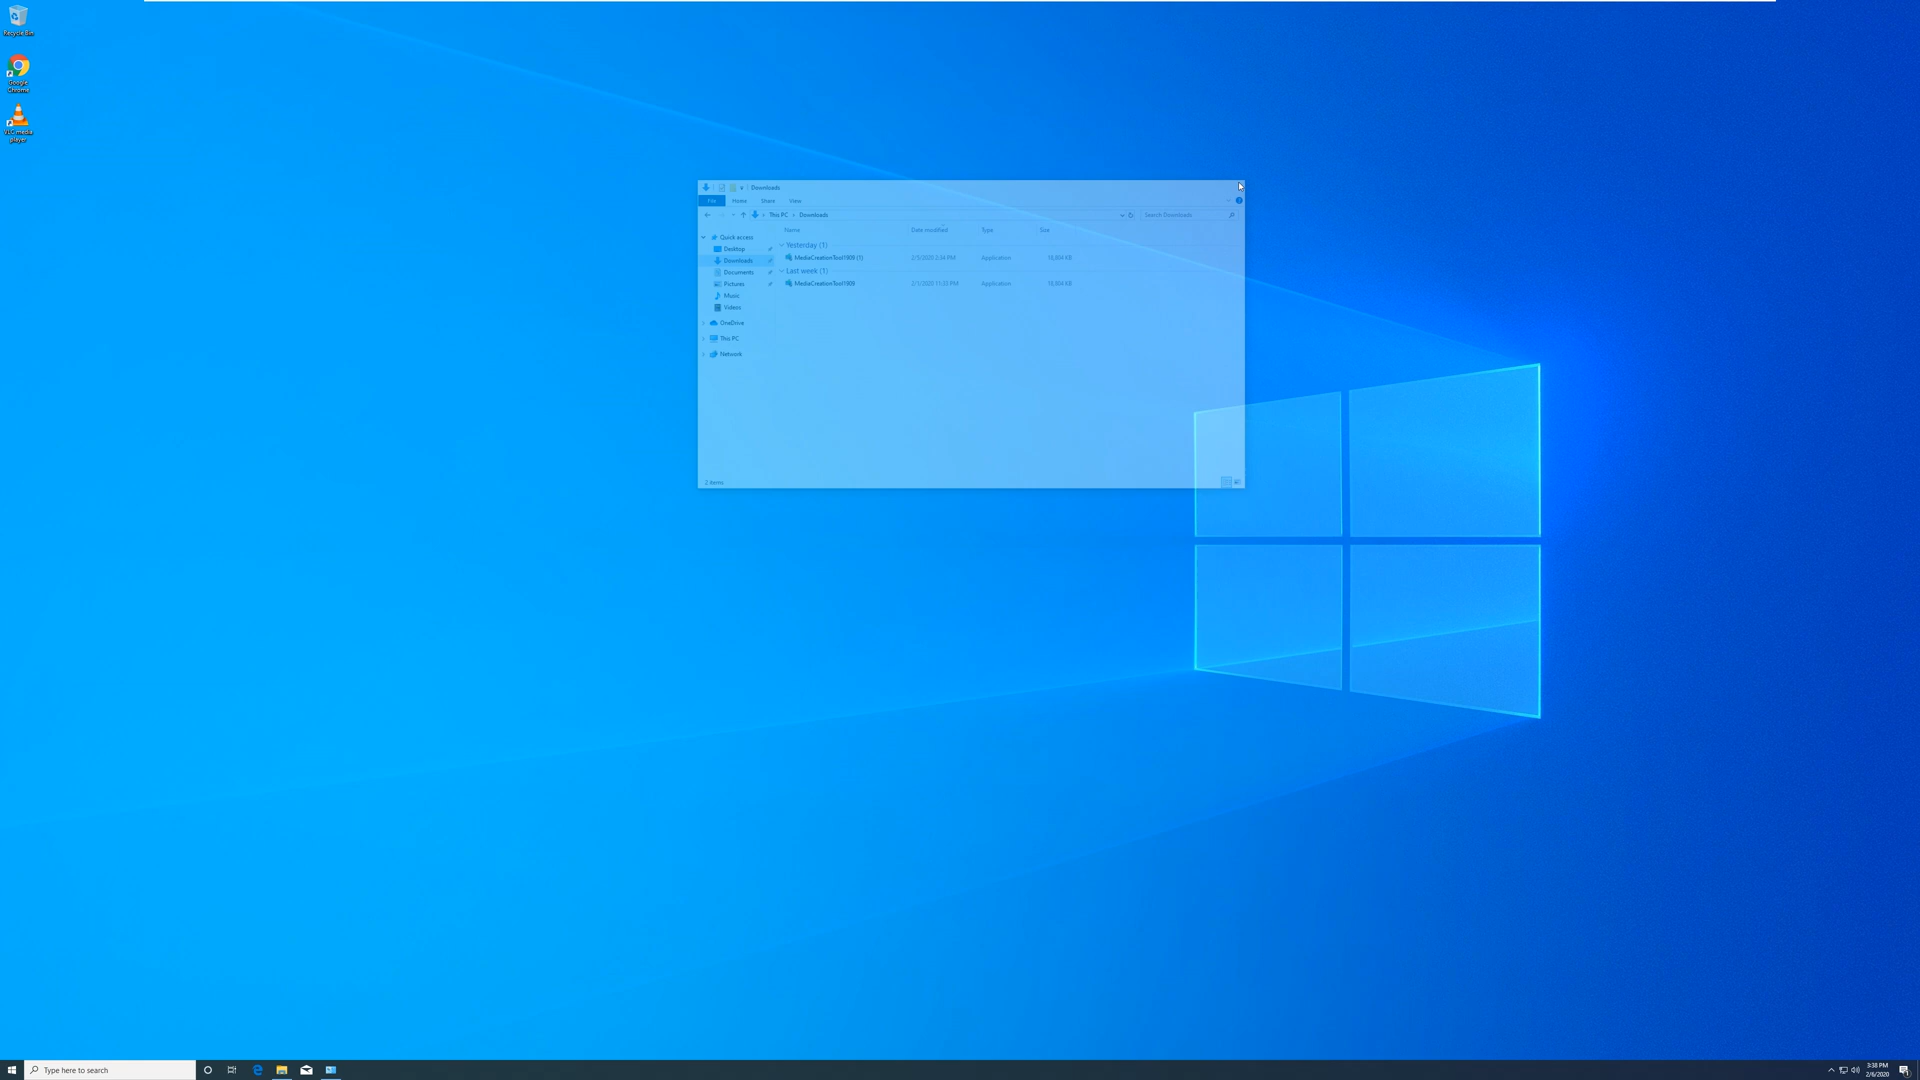 Recycle Bin
Google
Chrome
VLC media
player
Downloads
File Home Share View
This PC Downloads
Search Downloads
Name Date modified Type Size
Quick access
Desktop
Downloads
Documents
Pictures
Music
Videos
OneDrive
This PC
Network
Yesterday (1)
MediaCreationTool1909 (1) 2/5/2020 2:34 PM Application 18,804 KB
Last week (1)
MediaCreationTool1909 2/1/2020 11:33 PM Application 18,804 KB
2 items
Type here to search
3:38 PM
2/6/2020